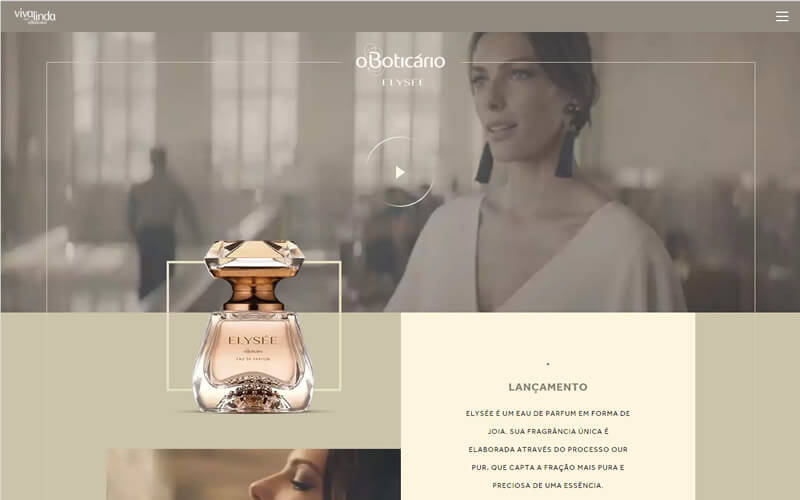 viva
linda
oBoticário
ELYSÉE
ELYSÉE
EAU DE PARFUM
LANÇAMENTO
ELYSÉE É UM EAU DE PARFUM EM FORMA DE
JOIA. SUA FRAGRÂNCIA ÚNICA É
ELABORADA ATRAVÉS DO PROCESSO OUR
PUR, QUE CAPTA A FRAÇÃO MAIS PURA E
PRECIOSA DE UMA ESSÊNCIA.